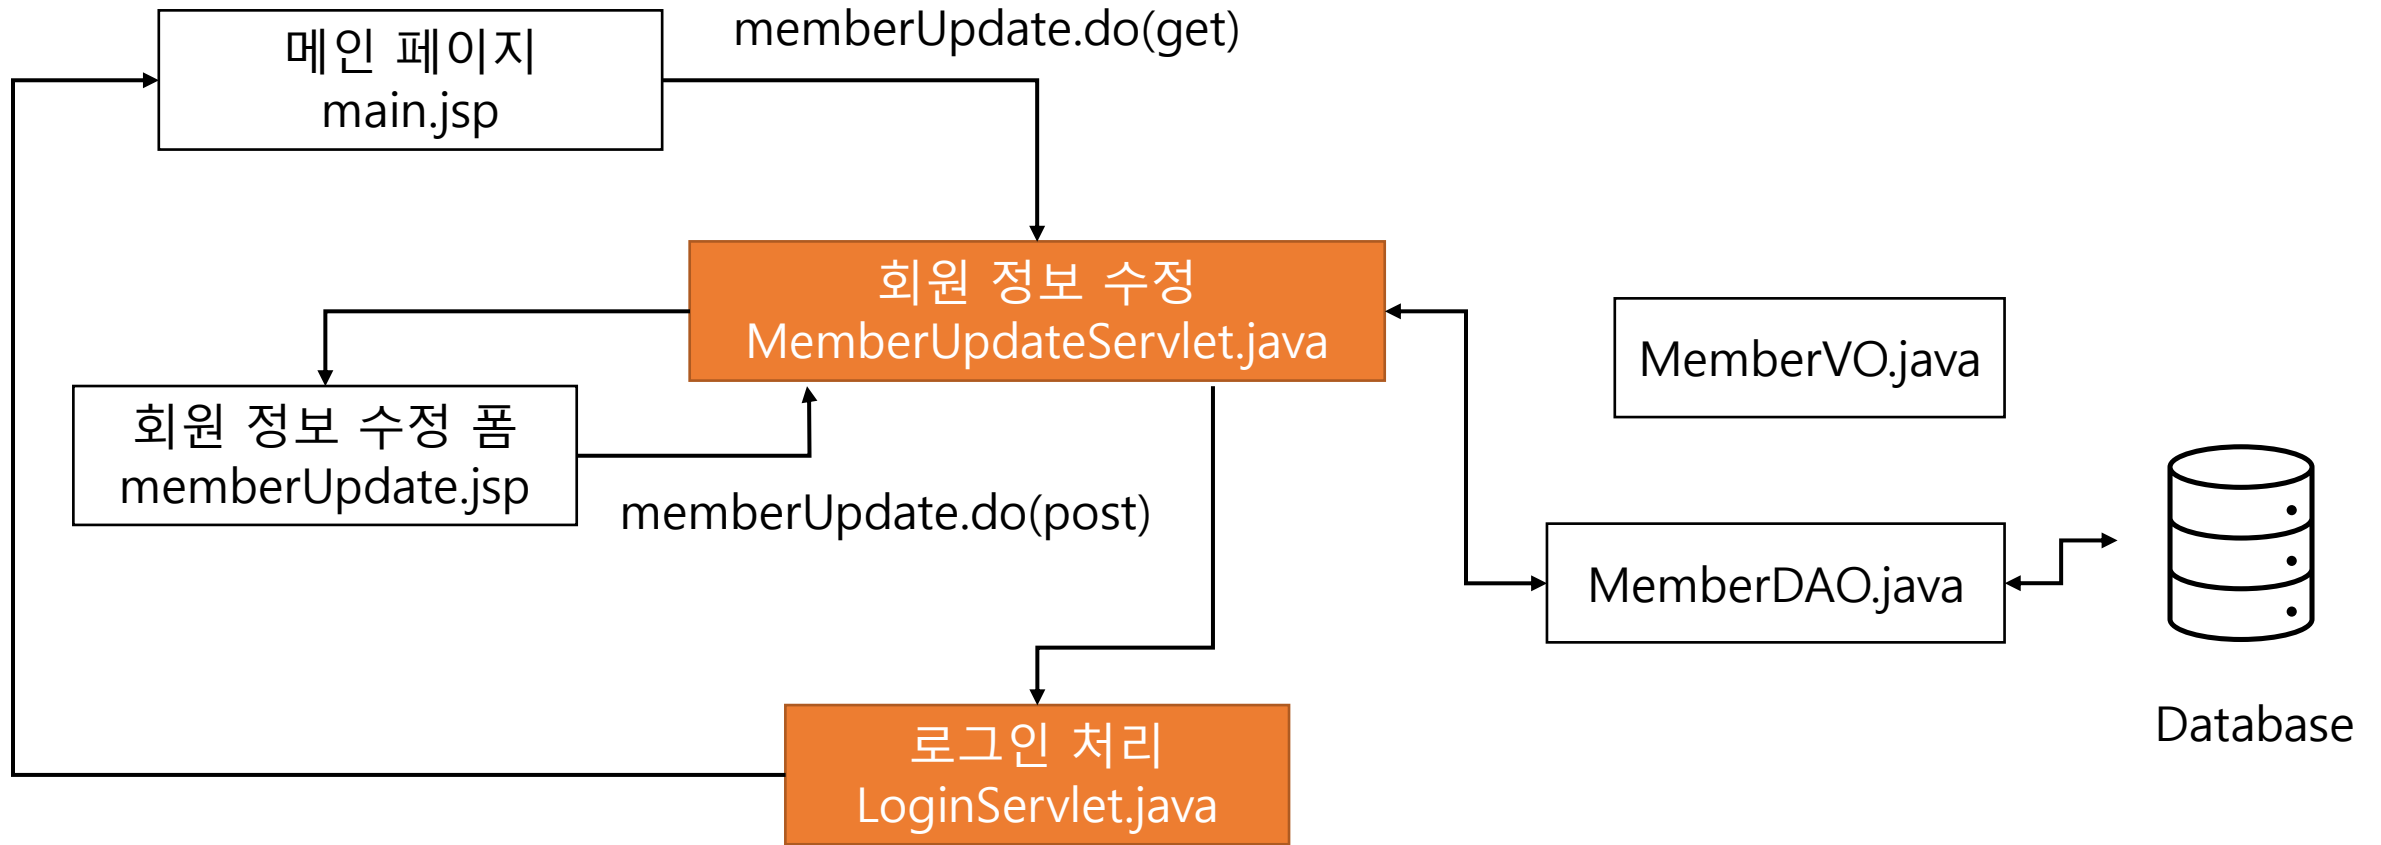 메인 페이지
main.jsp
memberUpdate.do(get)
회원 정보 수정
MemberUpdateServlet.java
회원 정보 수정 폼
memberUpdate.jsp
memberUpdate.do(post)
MemberVO.java
MemberDAO.java
Database
로그인 처리
LoginServlet.java